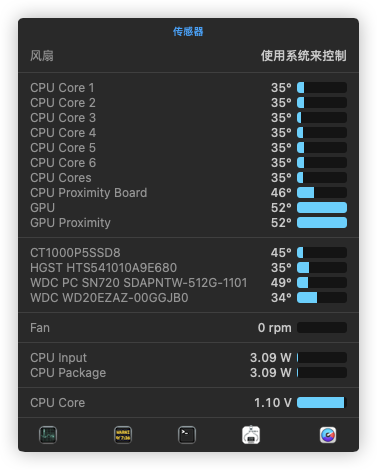 传感器
风扇 使用系统来控制
CPU Core 1 35°
CPU Core 2 35°
CPU Core 3 35°
CPU Core 4 35°
CPU Core 5 35°
CPU Core 6 35°
CPU Cores 35°
CPU Proximity Board 46°
GPU 52°
GPU Proximity 52°
CT1000P5SSD8 45°
HGST HTS541010A9E680 35°
WDC PC SN720 SDAPNTW-512G-1101 49°
WDC WD20EZAZ-00GGJB0 34°
Fan 0 rpm
CPU Input 3.09 W
CPU Package 3.09 W
CPU Core 1.10 V